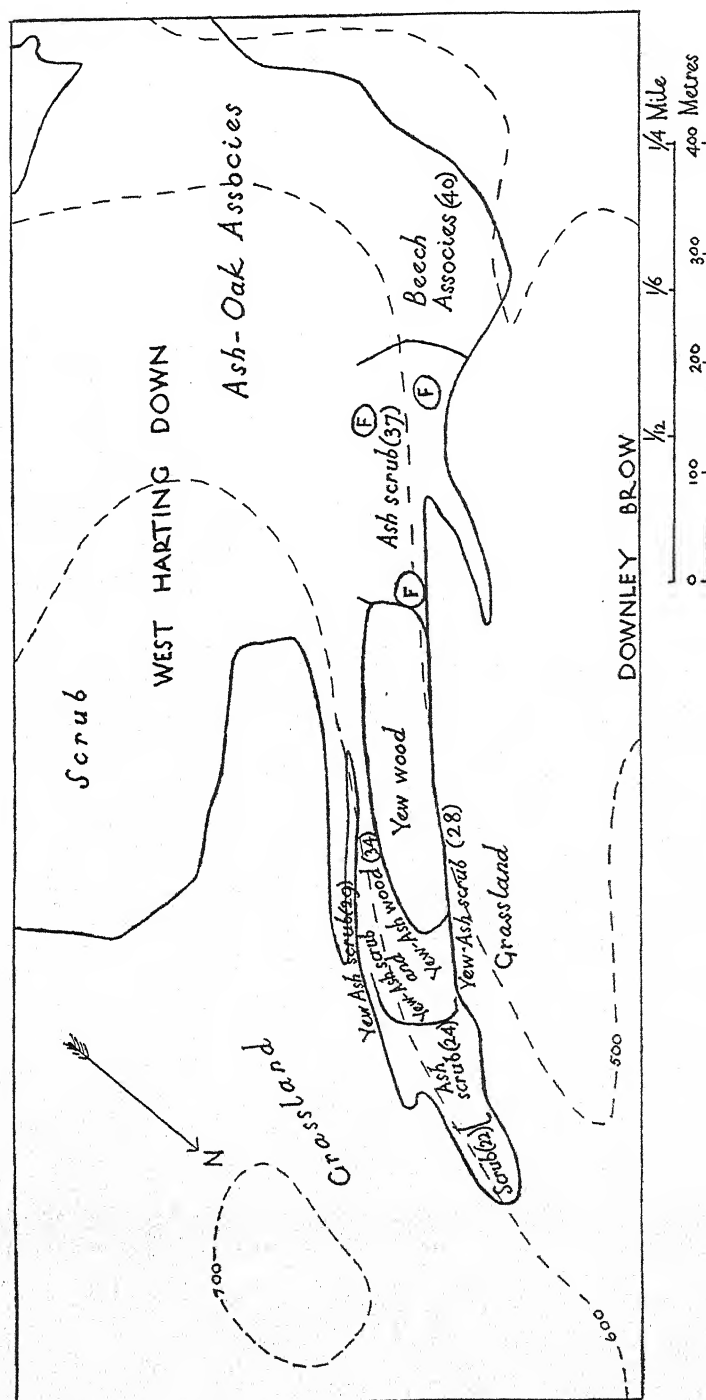 Scrub
WEST HARTING DOWN
Ash-Oak Associes
Grassland
N
700
Yew Ash scrub (29)
Yew-Ash scrub
and
Yew-Ash wood (34)
Yew wood
Ash scrub (37)
F
F
F
Beech
Associes (40)
Ash
scrub (24)
Scrub (22)
Yew-Ash scrub (28)
Grassland
500
600
DOWNLEY BROW
1/12
1/6
1/4 Mile
0
100
200
300
400 Metres